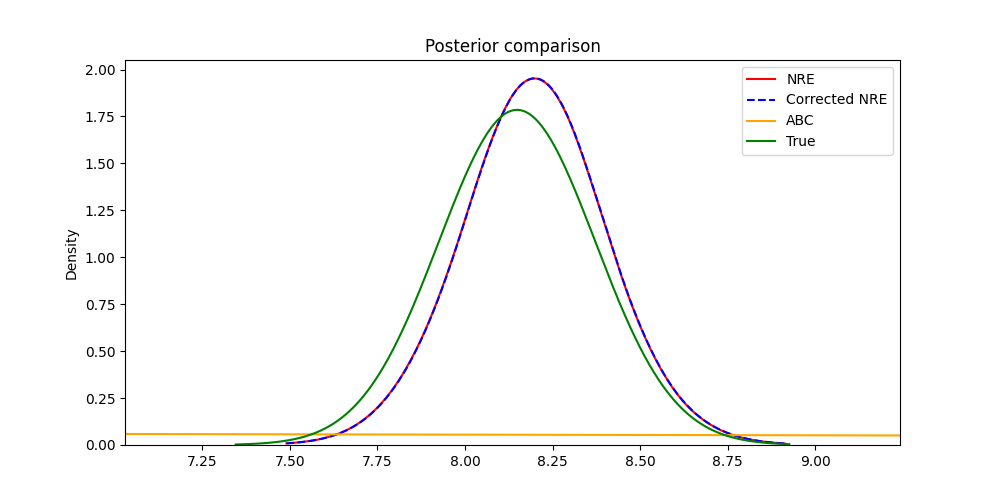 Posterior comparison
NRE
Corrected NRE
ABC
True
Density
2.00
1.75
1.50
1.25
1.00
0.75
0.50
0.25
0.00
7.25 7.50 7.75 8.00 8.25 8.50 8.75 9.00